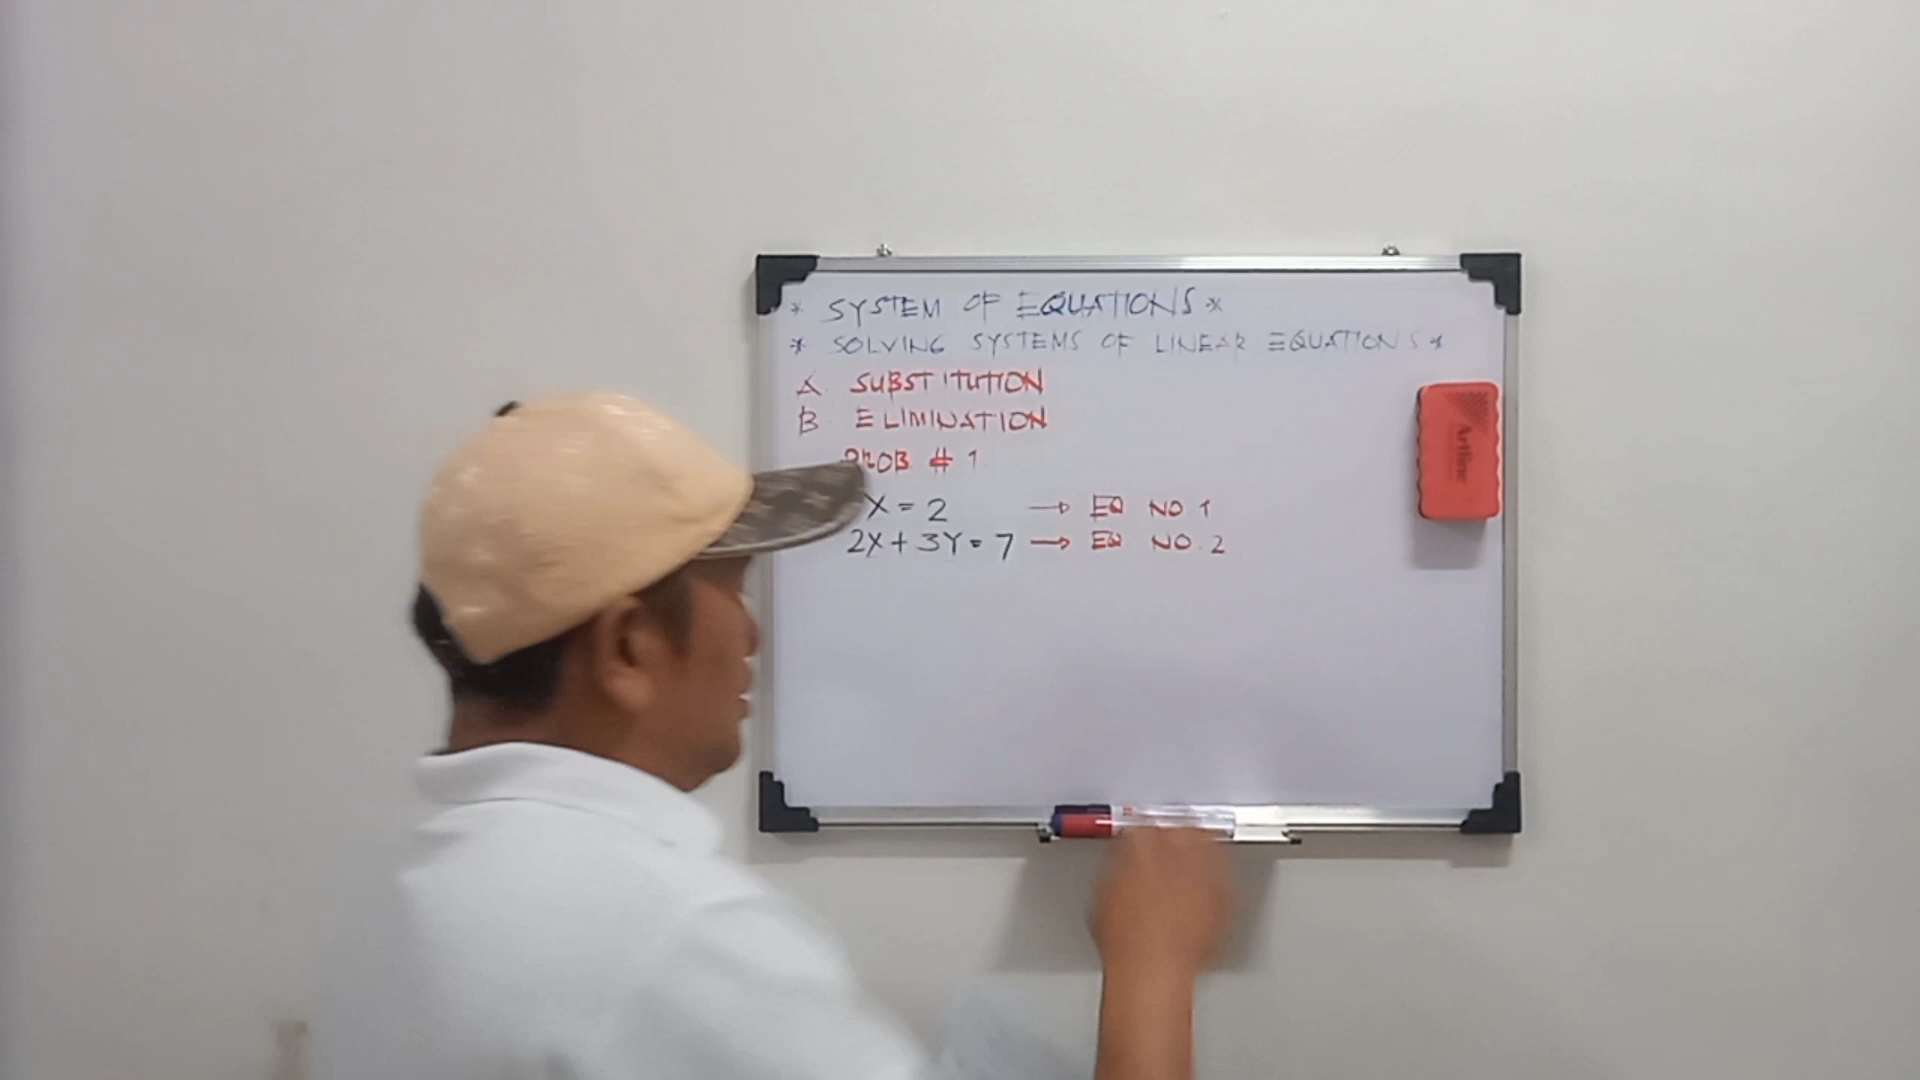 * SYSTEM OF EQUATIONS *
* SOLVING SYSTEMS OF LINEAR EQUATIONS *
A. SUBSTITUTION
B. ELIMINATION
PROB # 1
X = 2 → EQ NO 1
2X + 3Y = 7 → EQ NO. 2
Artline